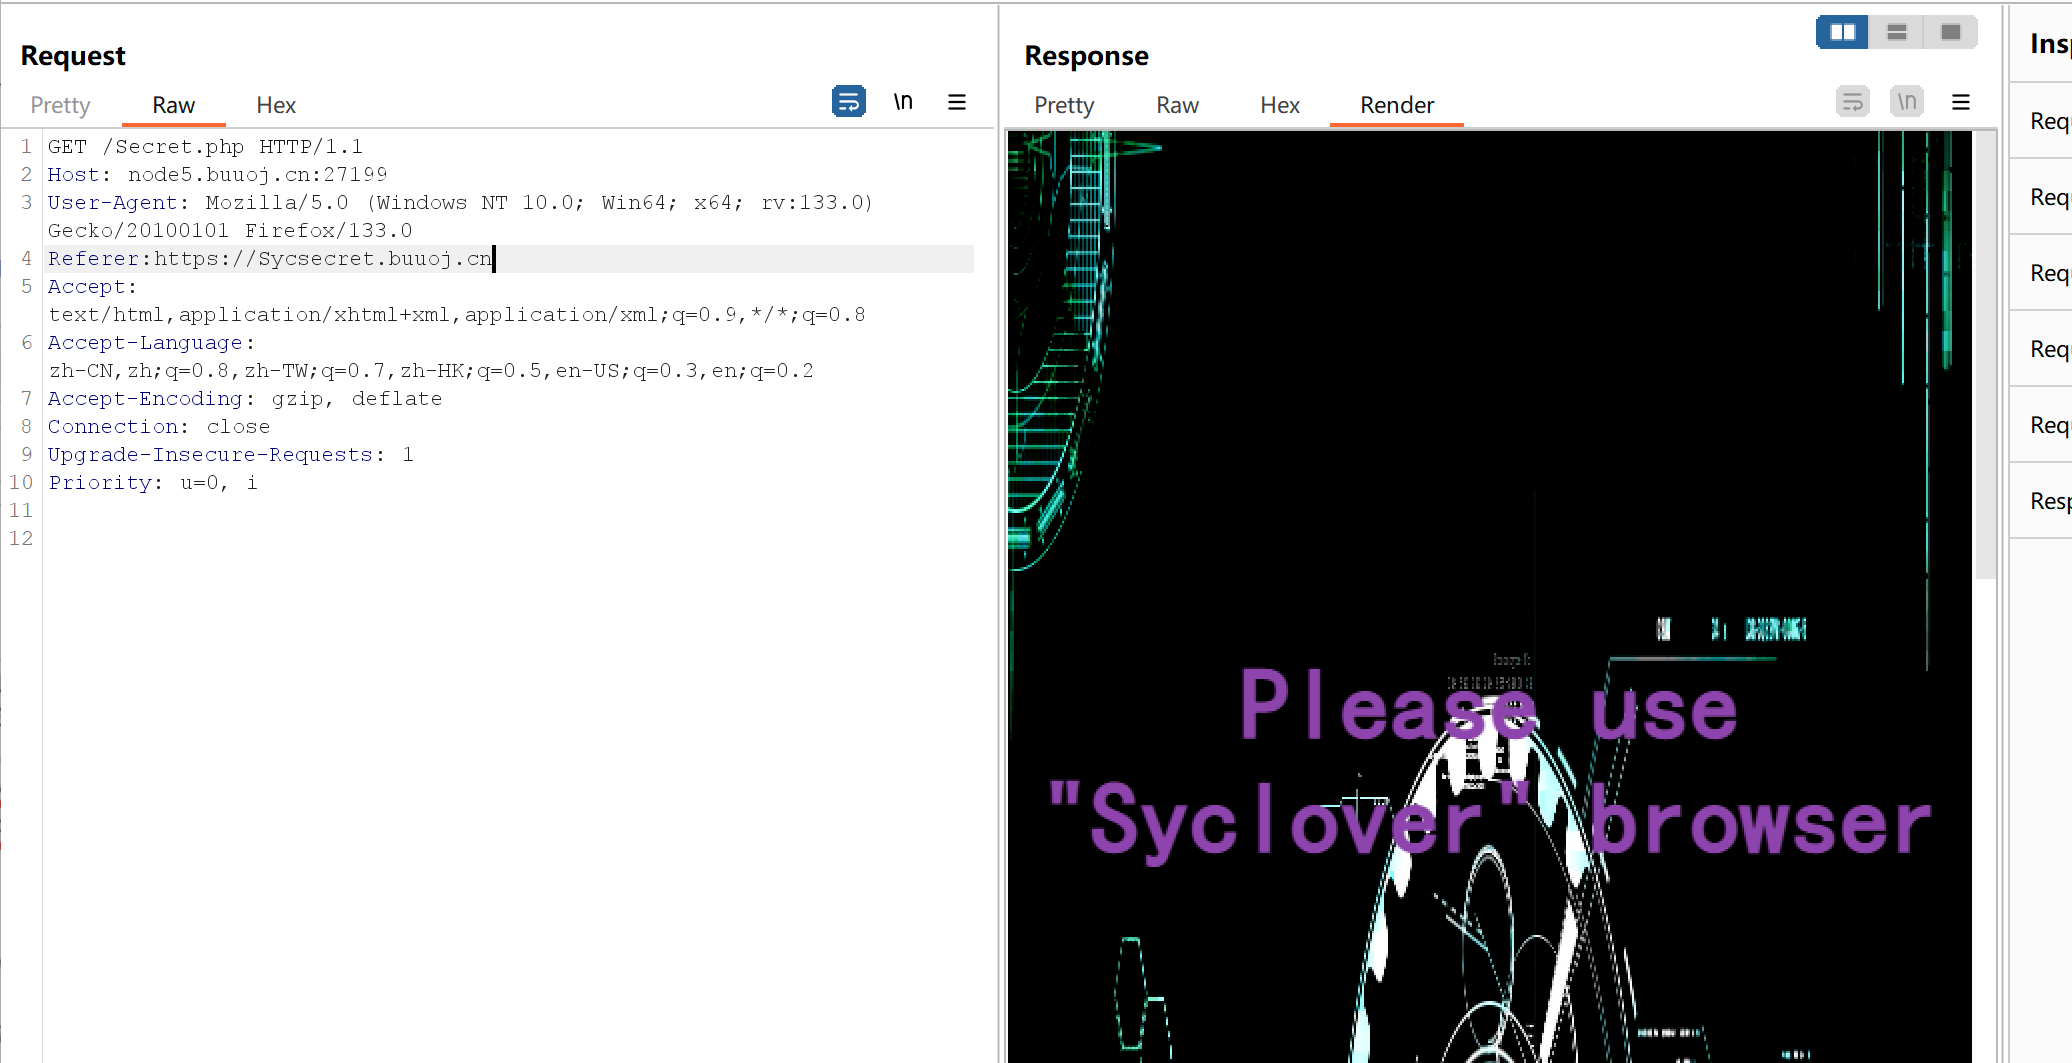 Request
Pretty Raw Hex \n
1 GET /Secret.php HTTP/1.1
2 Host: node5.buuoj.cn:27199
3 User-Agent: Mozilla/5.0 (Windows NT 10.0; Win64; x64; rv:133.0)
Gecko/20100101 Firefox/133.0
4 Referer:https://Sycsecret.buuoj.cn
5 Accept:
text/html,application/xhtml+xml,application/xml;q=0.9,*/*;q=0.8
6 Accept-Language:
zh-CN,zh;q=0.8,zh-TW;q=0.7,zh-HK;q=0.5,en-US;q=0.3,en;q=0.2
7 Accept-Encoding: gzip, deflate
8 Connection: close
9 Upgrade-Insecure-Requests: 1
10 Priority: u=0, i
11
12
Response
Pretty Raw Hex Render \n
Please use
"Syclover" browser
Ins
Req
Req
Req
Req
Req
Resp